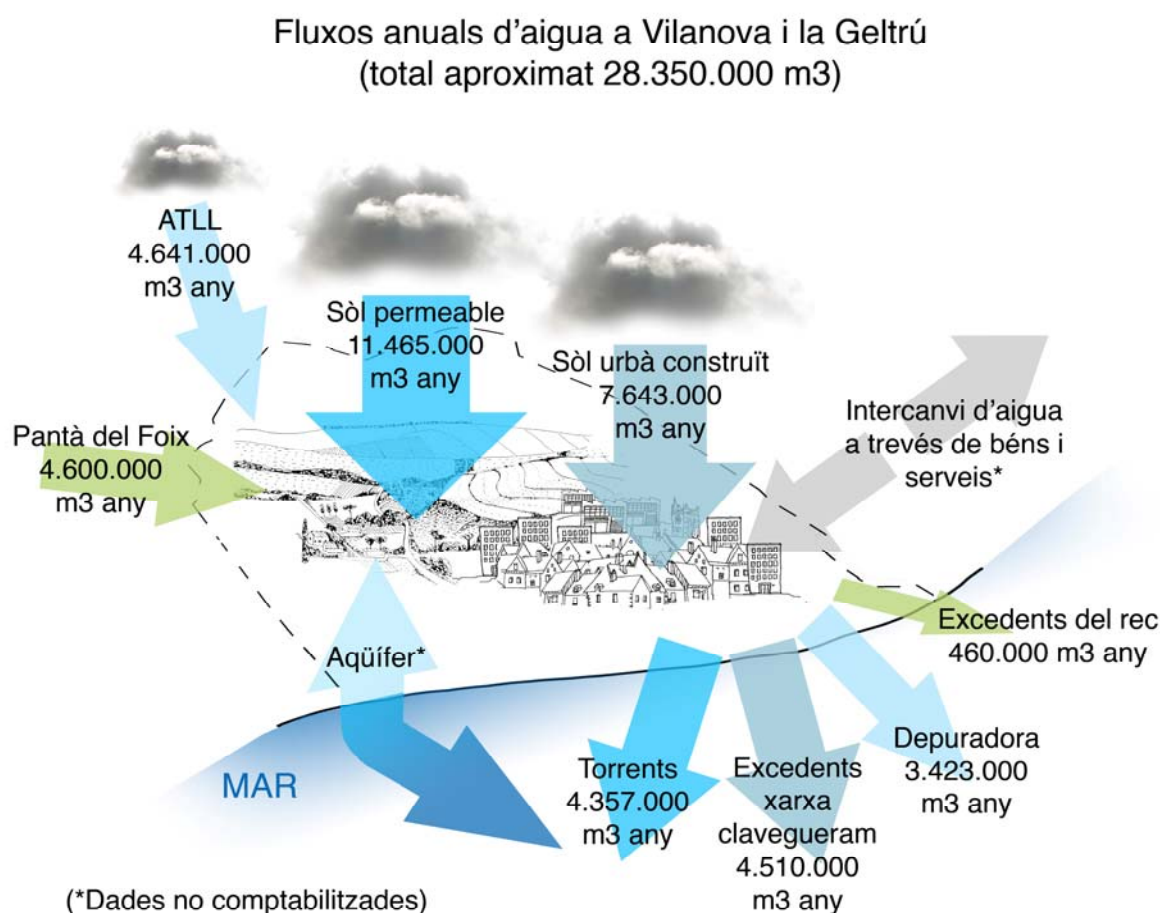 Fluxos anuals d'aigua a Vilanova i la Geltrú
(total aproximat 28.350.000 m3)
ATLL
4.641.000
m3 any
Sòl permeable
11.465.000
m3 any
Sòl urbà construït
7.643.000
m3 any
Pantà del Foix
4.600.000
m3 any
Intercanvi d'aigua
a trevés de béns i
serveis*
Excedents del rec
460.000 m3 any
Aqüífer*
MAR
Torrents
4.357.000
m3 any
Excedents
xarxa
clavegueram
4.510.000
m3 any
Depuradora
3.423.000
m3 any
(*Dades no comptabilitzades)